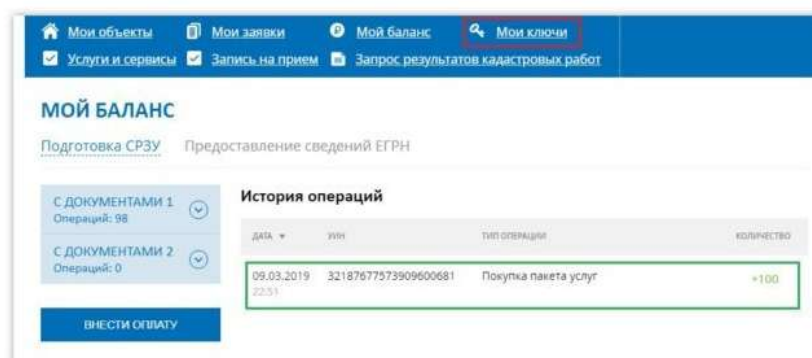 Мои объекты Мои заявки Мой баланс Мои ключи
Услуги и сервисы Запись на прием Запрос результатов кадастровых работ
МОЙ БАЛАНС
Подготовка СРЗУ Предоставление сведений ЕГРН
С ДОКУМЕНТАМИ 1
Операций: 98
С ДОКУМЕНТАМИ 2
Операций: 0
ВНЕСТИ ОПЛАТУ
История операций
ДАТА УИН ТИП ОПЕРАЦИИ КОЛИЧЕСТВО
09.03.2019 32187677573909600681 Покупка пакета услуг +100
22:51